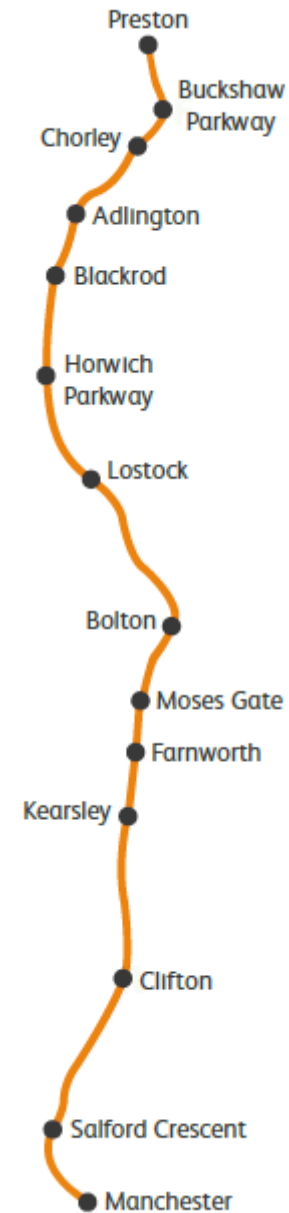 Preston
Buckshaw
Parkway
Chorley
Adlington
Blackrod
Horwich
Parkway
Lostock
Bolton
Moses Gate
Farnworth
Kearsley
Clifton
Salford Crescent
Manchester